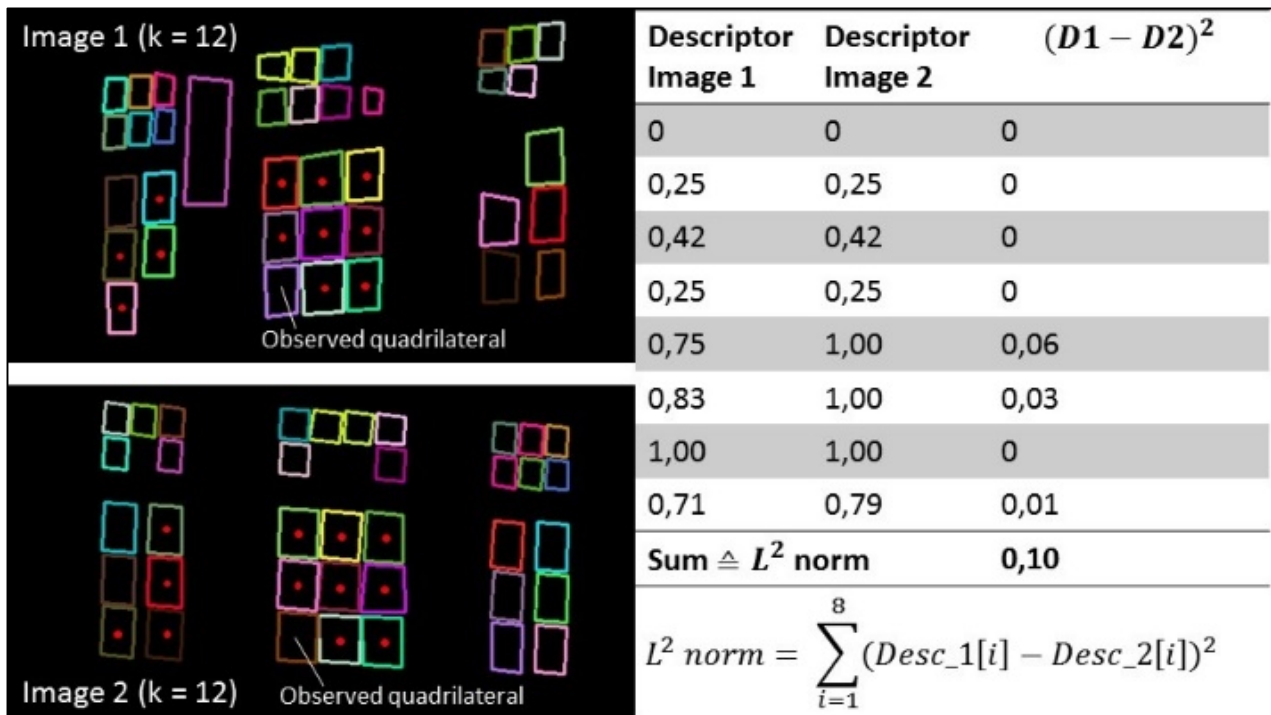 Image 1 (k = 12)
Observed quadrilateral
Image 2 (k = 12)
Observed quadrilateral
Descriptor Image 1 Descriptor Image 2 (D1 − D2)²
0 0 0
0,25 0,25 0
0,42 0,42 0
0,25 0,25 0
0,75 1,00 0,06
0,83 1,00 0,03
1,00 1,00 0
0,71 0,79 0,01
Sum ≙ L² norm 0,10
L² norm = ∑_{i=1}^{8} (Desc_1[i] − Desc_2[i])²